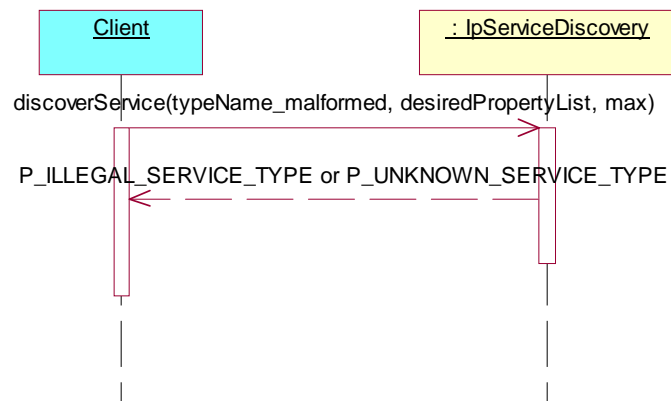 Client
: IpServiceDiscovery
discoverService(typeName_malformed, desiredPropertyList, max)
P_ILLEGAL_SERVICE_TYPE or P_UNKNOWN_SERVICE_TYPE